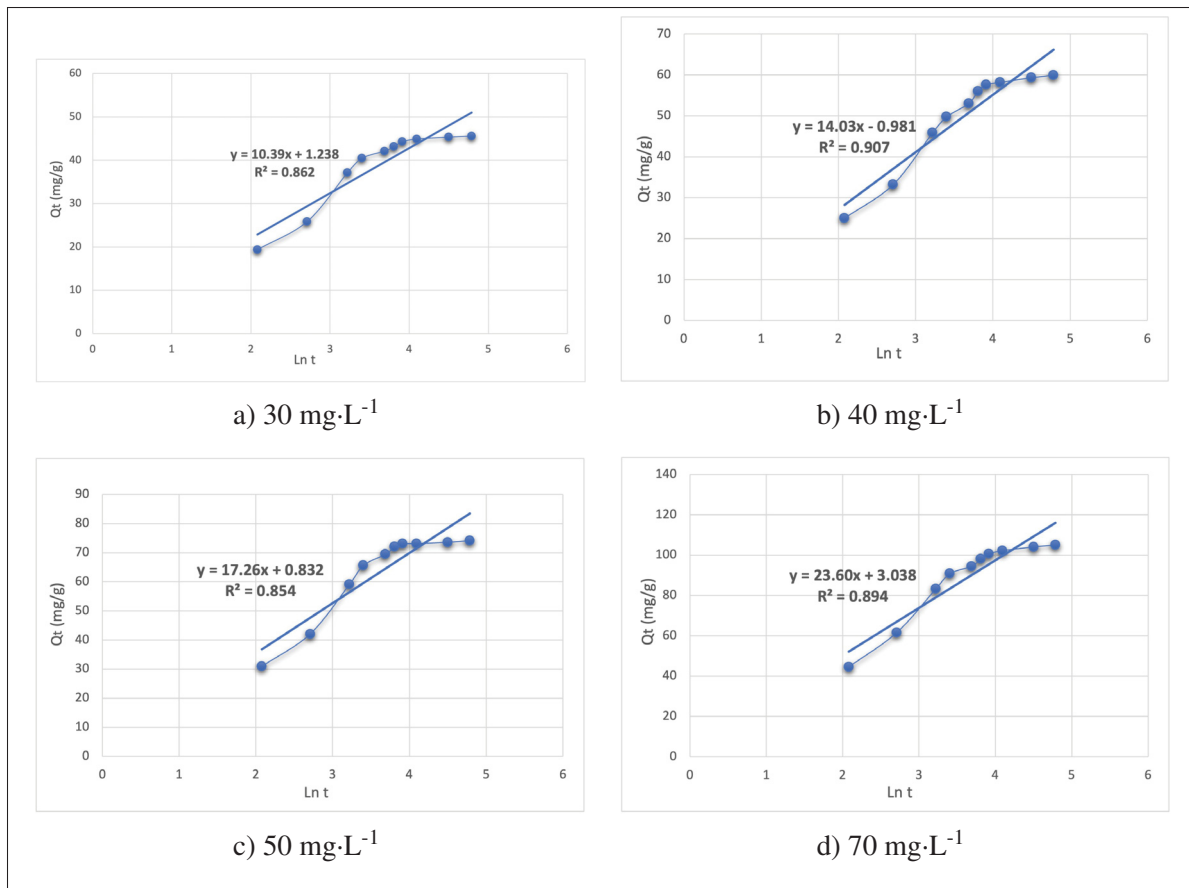 60
50
40
30
20
10
0
0 1 2 3 4 5 6
Qt (mg/g)
Ln t
y = 10.39x + 1.238
R² = 0.862
a) 30 mg·L-1
70
60
50
40
30
20
10
0
0 1 2 3 4 5 6
Qt (mg/g)
Ln t
y = 14.03x - 0.981
R² = 0.907
b) 40 mg·L-1
90
80
70
60
50
40
30
20
10
0
0 1 2 3 4 5 6
Qt (mg/g)
Ln t
y = 17.26x + 0.832
R² = 0.854
c) 50 mg·L-1
140
120
100
80
60
40
20
0
0 1 2 3 4 5 6
Qt (mg/g)
Ln t
y = 23.60x + 3.038
R² = 0.894
d) 70 mg·L-1